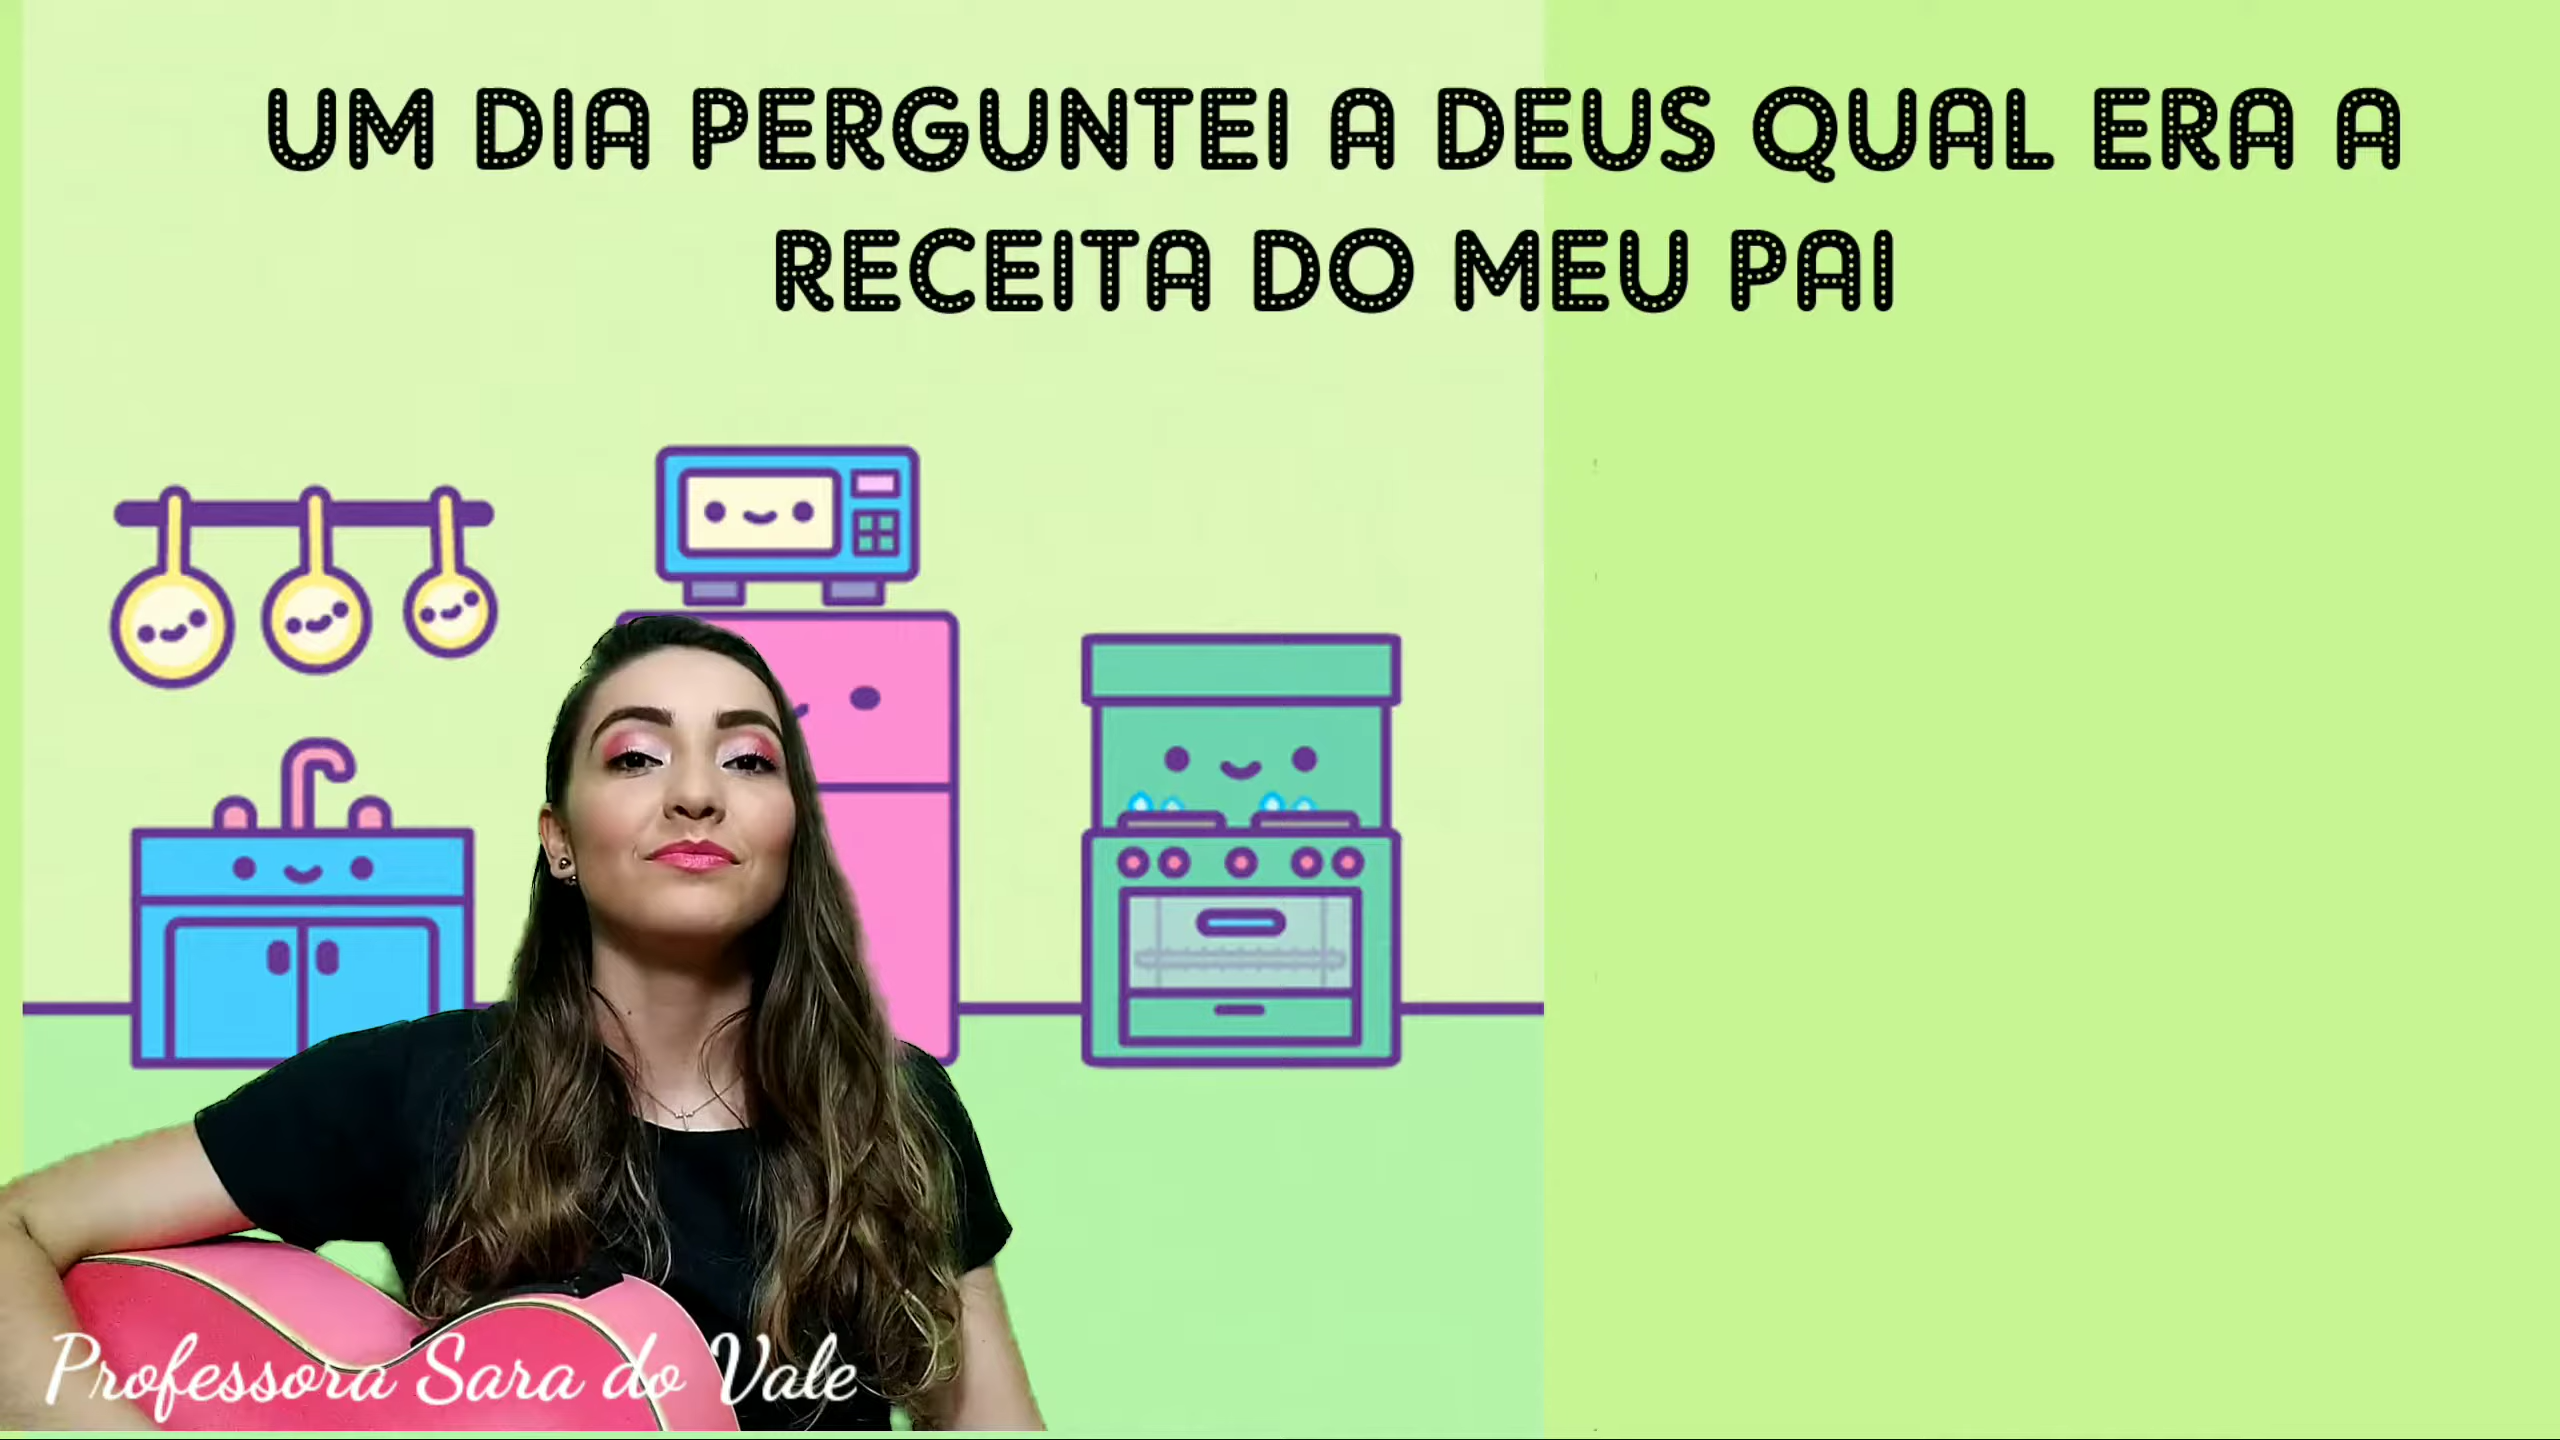 UM DIA PERGUNTEI A DEUS QUAL ERA A
RECEITA DO MEU PAI
Professora Sara do Vale